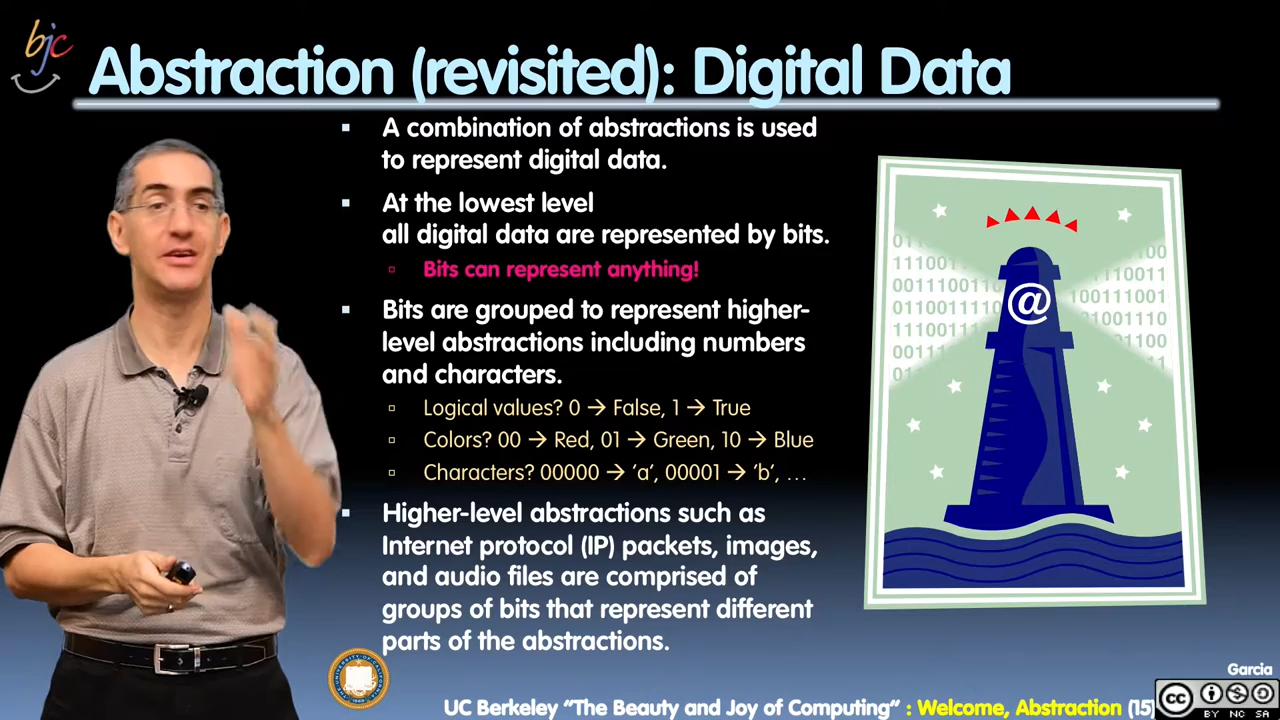 bjc
Abstraction (revisited): Digital Data
▪ A combination of abstractions is used
to represent digital data.
▪ At the lowest level
all digital data are represented by bits.
▫ Bits can represent anything!
▪ Bits are grouped to represent higher-
level abstractions including numbers
and characters.
▫ Logical values? 0 → False, 1 → True
▫ Colors? 00 → Red, 01 → Green, 10 → Blue
▫ Characters? 00000 → 'a', 00001 → 'b', …
▪ Higher-level abstractions such as
Internet protocol (IP) packets, images,
and audio files are comprised of
groups of bits that represent different
parts of the abstractions.
@
Garcia
UC Berkeley "The Beauty and Joy of Computing" : Welcome, Abstraction (15)
cc
BY NC SA